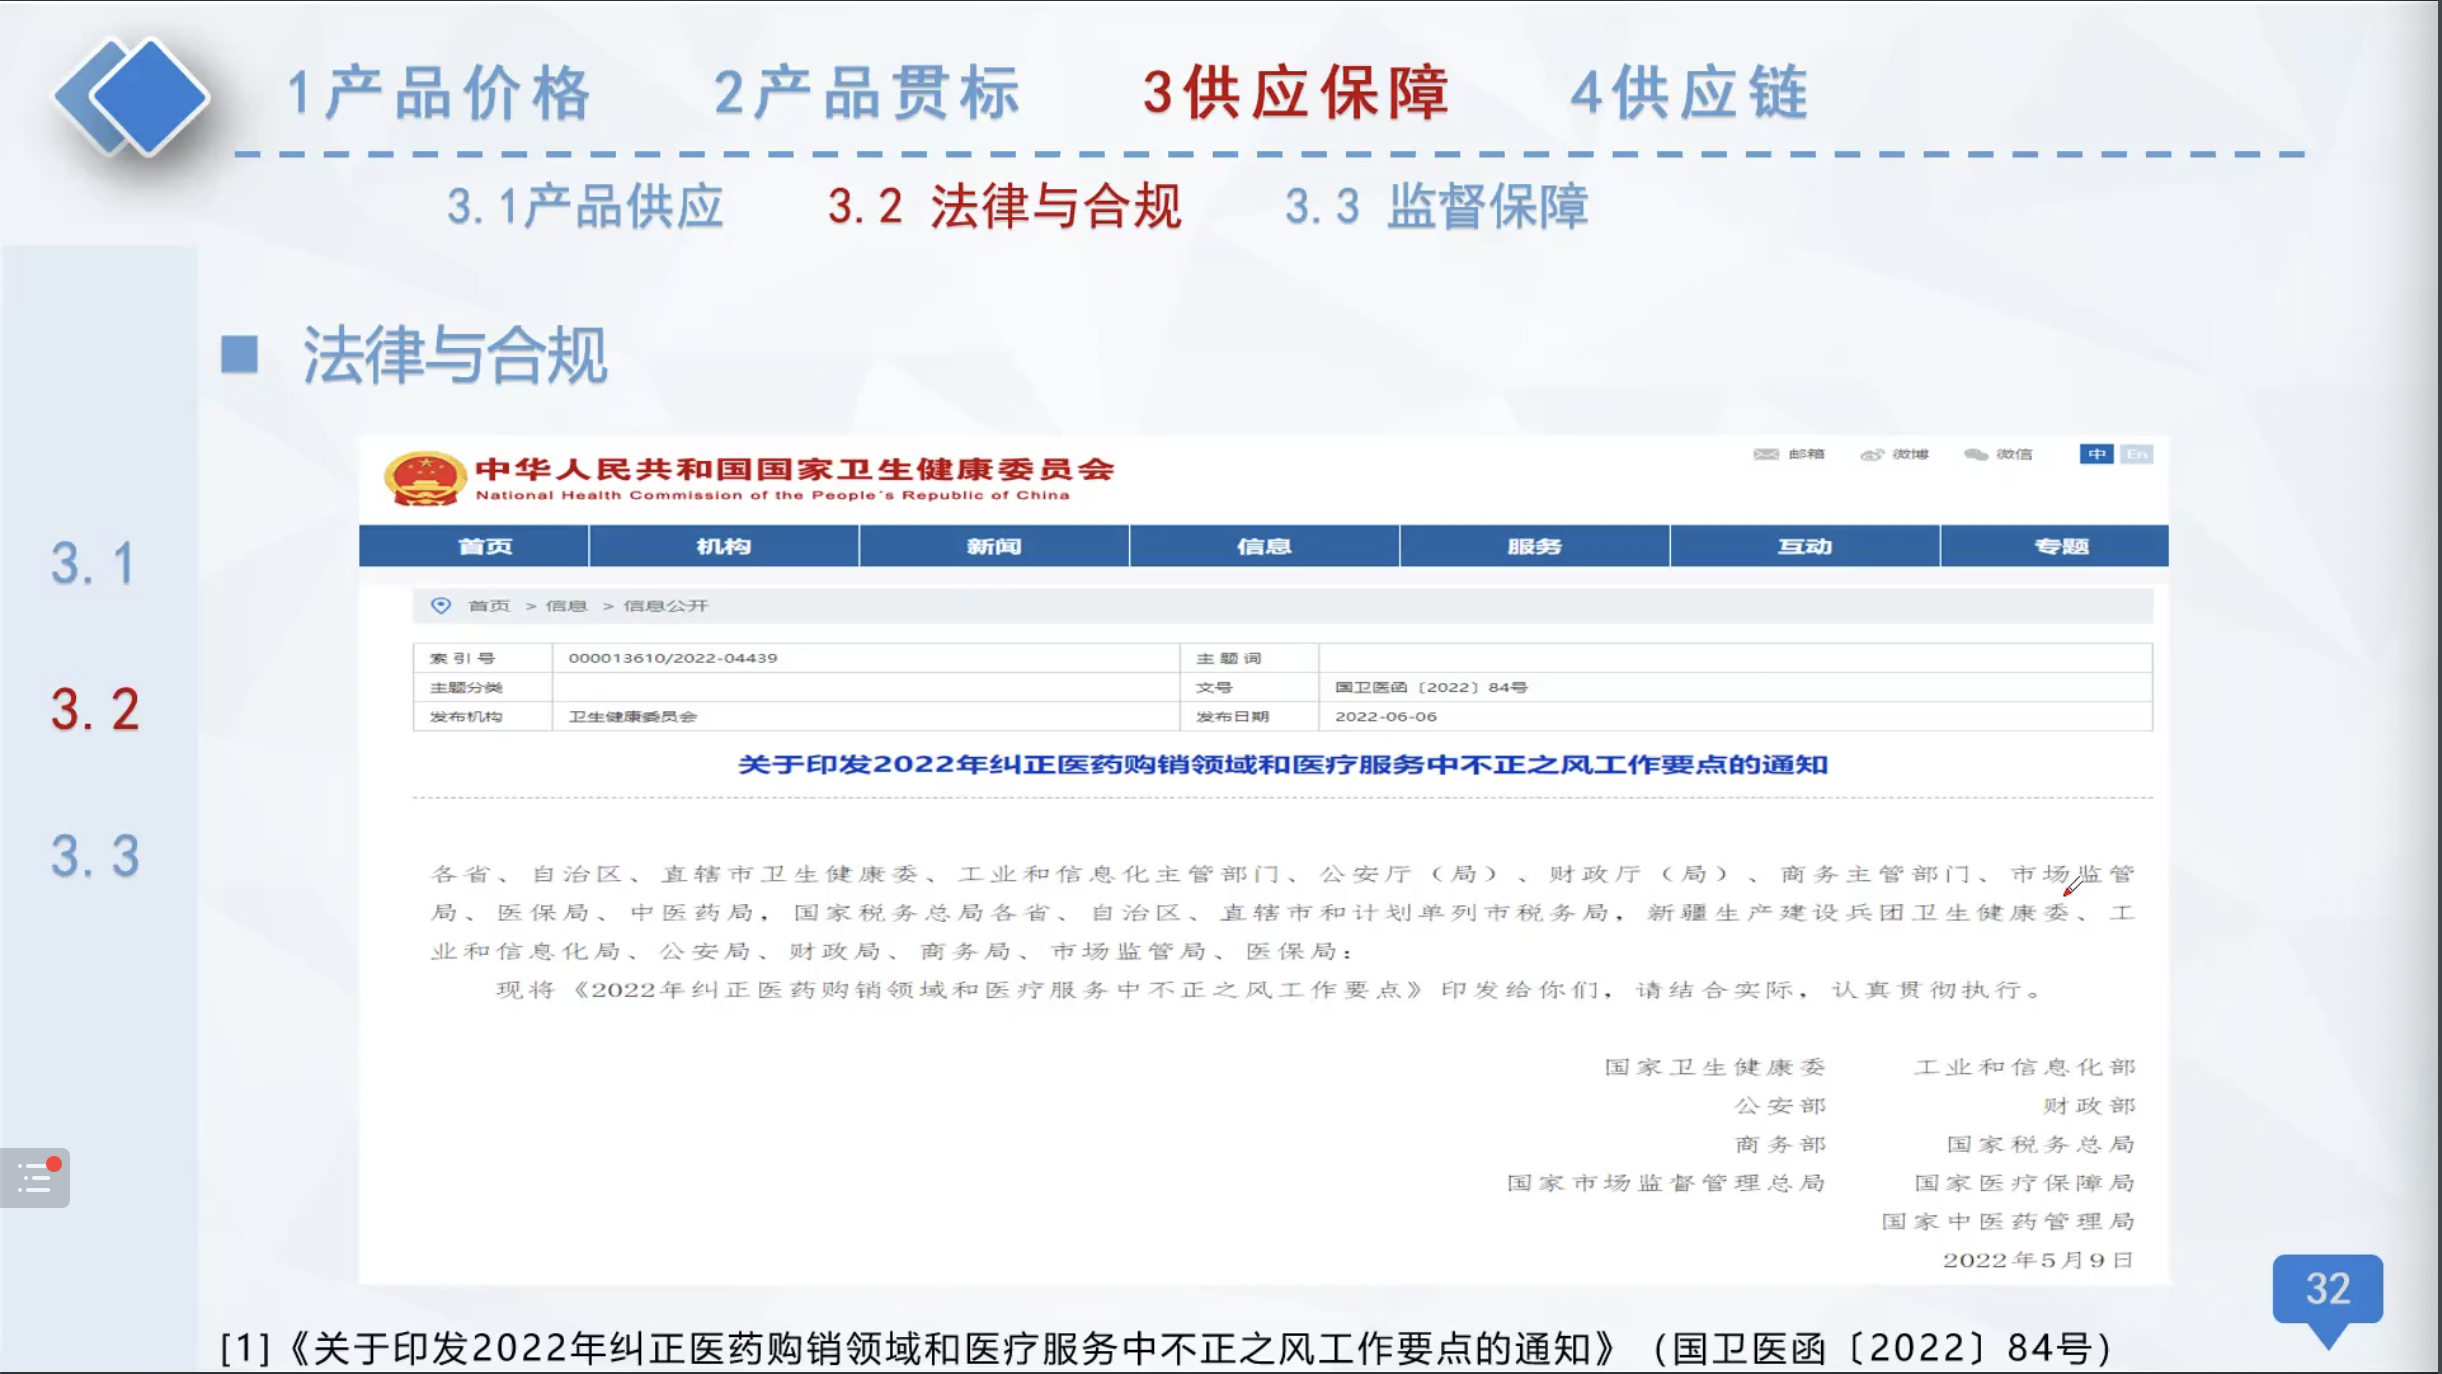 1产品价格 2产品贯标 3供应保障 4供应链
3.1产品供应 3.2 法律与合规 3.3 监督保障
法律与合规
3.1
3.2
3.3
中华人民共和国国家卫生健康委员会
National Health Commission of the People's Republic of China
邮箱 微博 微信 中 En
首页 机构 新闻 信息 服务 互动 专题
首页 > 信息 > 信息公开
索引号 000013610/2022-04439 主题词
主题分类 文号 国卫医函〔2022〕84号
发布机构 卫生健康委员会 发布日期 2022-06-06
关于印发2022年纠正医药购销领域和医疗服务中不正之风工作要点的通知
各省、自治区、直辖市卫生健康委、工业和信息化主管部门、公安厅（局）、财政厅（局）、商务主管部门、市场监管
局、医保局、中医药局，国家税务总局各省、自治区、直辖市和计划单列市税务局，新疆生产建设兵团卫生健康委、工
业和信息化局、公安局、财政局、商务局、市场监管局、医保局：
现将《2022年纠正医药购销领域和医疗服务中不正之风工作要点》印发给你们，请结合实际，认真贯彻执行。
国家卫生健康委 工业和信息化部
公安部 财政部
商务部 国家税务总局
国家市场监督管理总局 国家医疗保障局
国家中医药管理局
2022年5月9日
32
[1]《关于印发2022年纠正医药购销领域和医疗服务中不正之风工作要点的通知》（国卫医函〔2022〕84号）